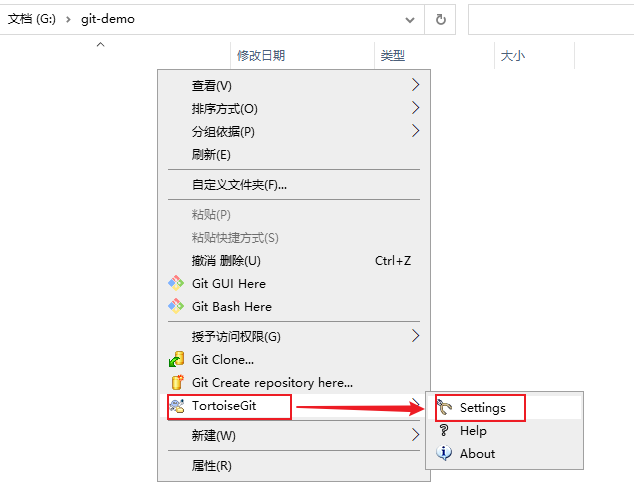 文档 (G:) › git-demo
修改日期 类型 大小
查看(V)
排序方式(O)
分组依据(P)
刷新(E)
自定义文件夹(F)...
粘贴(P)
粘贴快捷方式(S)
撤消 删除(U) Ctrl+Z
Git GUI Here
Git Bash Here
授予访问权限(G)
Git Clone...
Git Create repository here...
TortoiseGit
Settings
Help
新建(W)
About
属性(R)